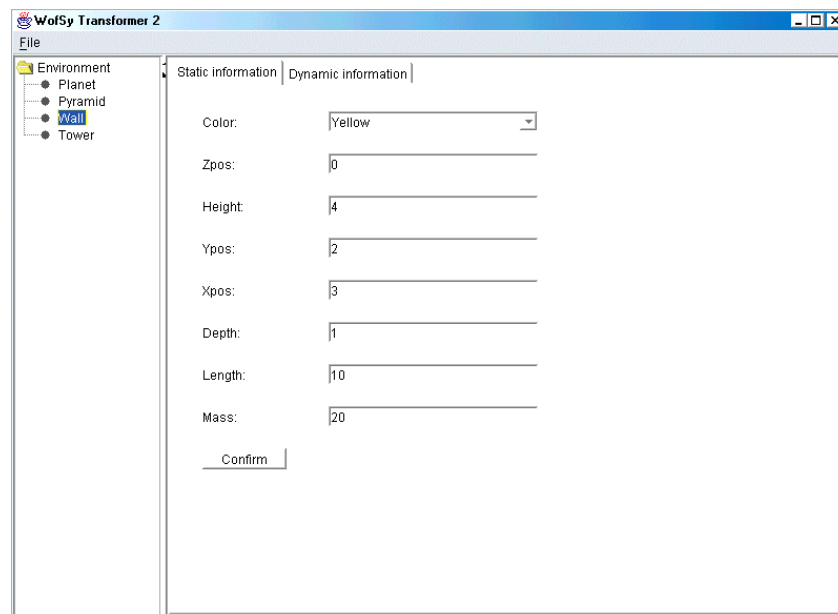 WofSy Transformer 2
File
Environment
Planet
Pyramid
Wall
Tower
Static information
Dynamic information
Color: Yellow
Zpos: 0
Height: 4
Ypos: 2
Xpos: 3
Depth: 1
Length: 10
Mass: 20
Confirm